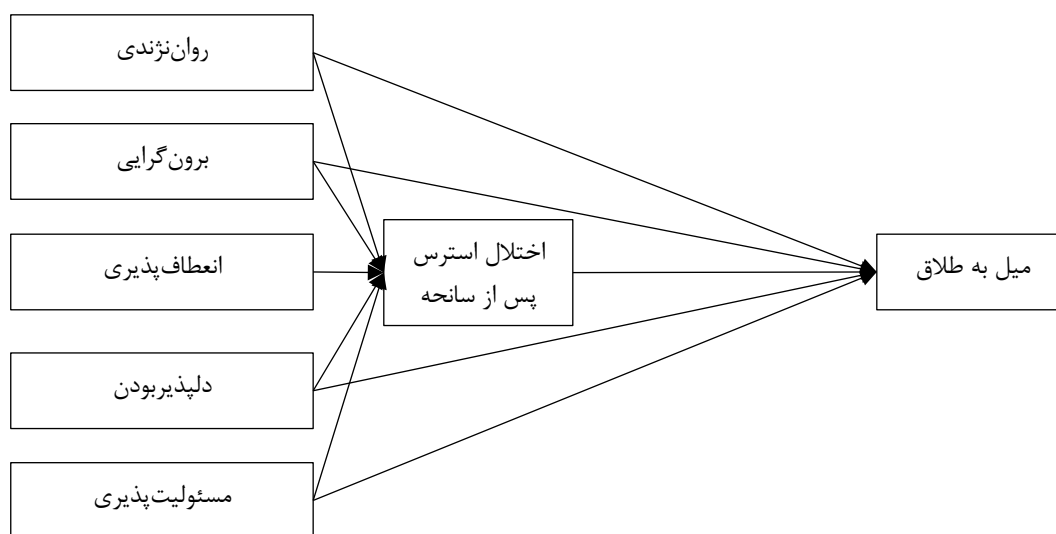 روان‌نژندی
برون‌گرایی
انعطاف‌پذیری
دلپذیربودن
مسئولیت‌پذیری
اختلال استرس
پس از سانحه
میل به طلاق